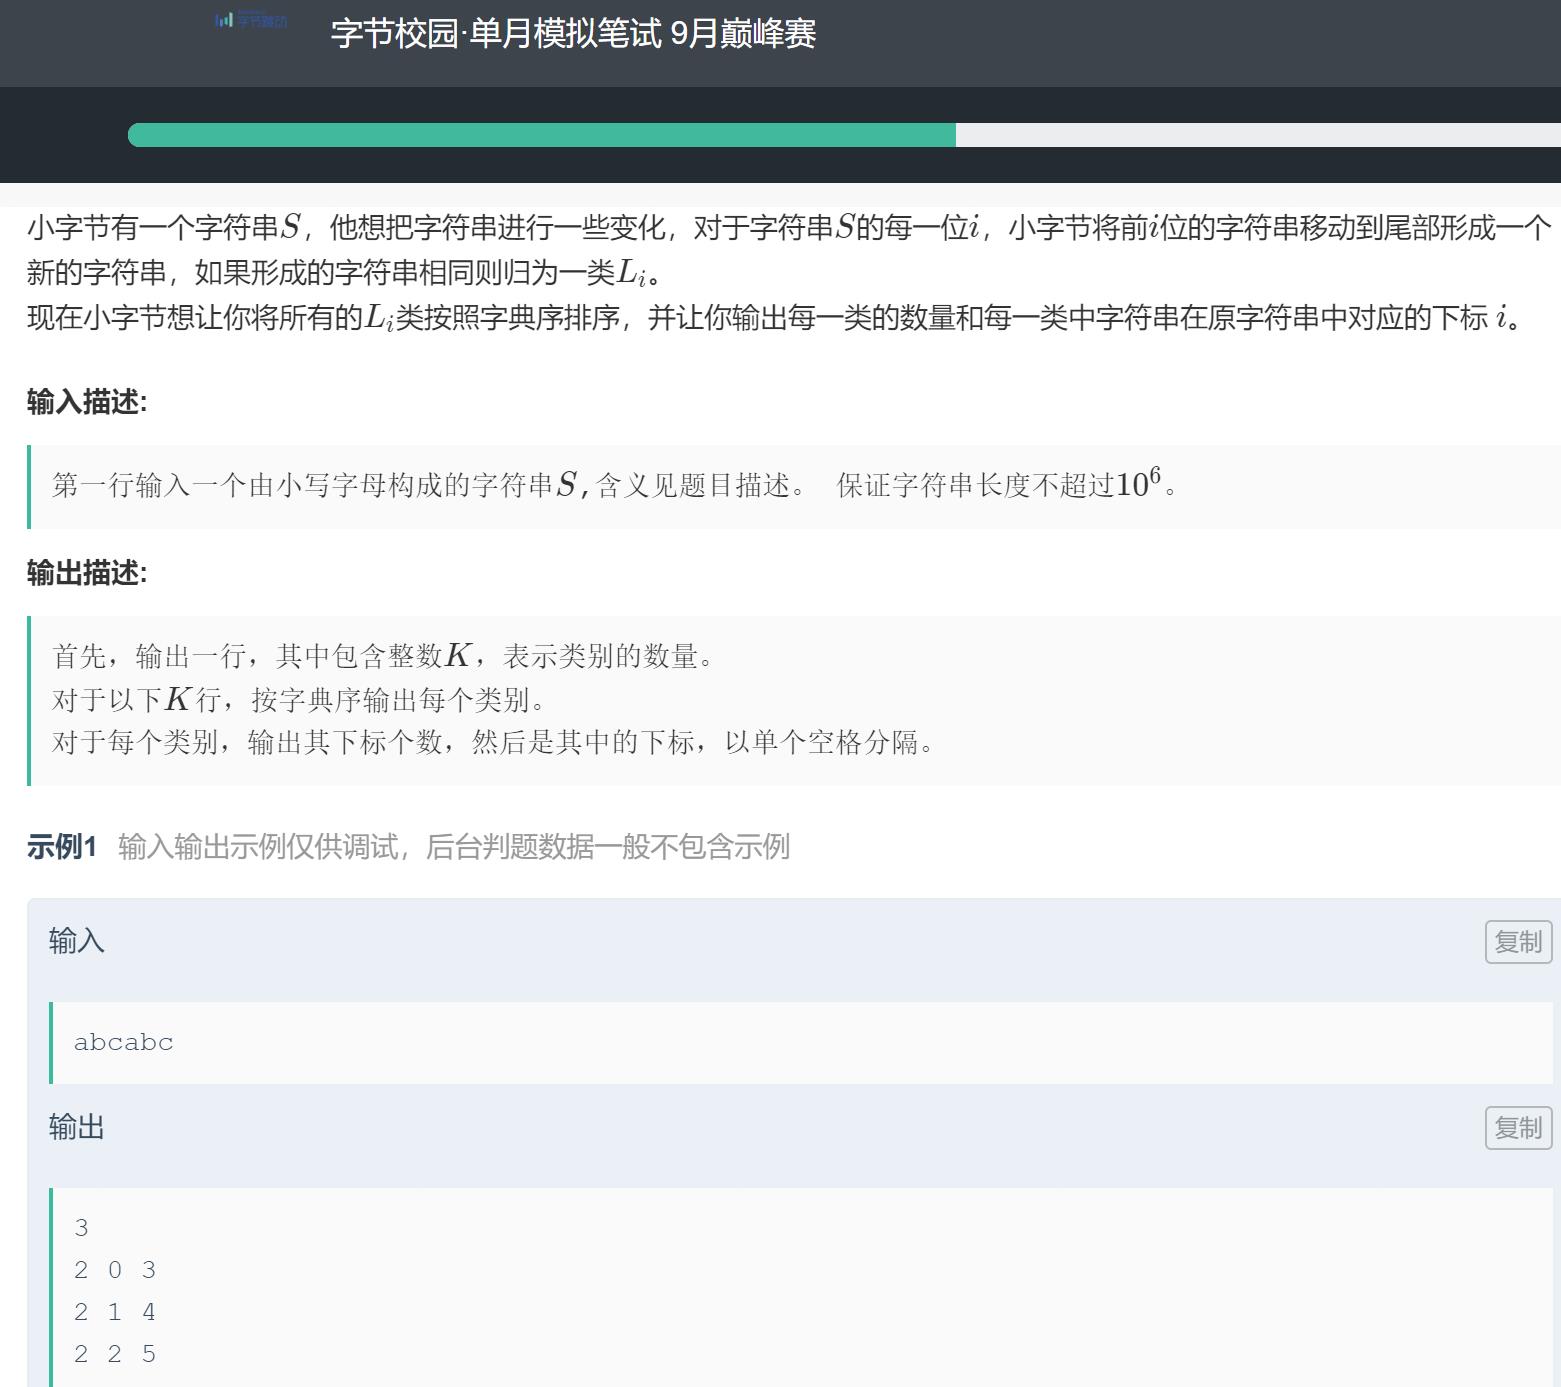 字节跳动
字节校园·单月模拟笔试 9月巅峰赛
小字节有一个字符串S，他想把字符串进行一些变化，对于字符串S的每一位i，小字节将前i位的字符串移动到尾部形成一个
新的字符串，如果形成的字符串相同则归为一类Lᵢ。
现在小字节想让你将所有的Lᵢ类按照字典序排序，并让你输出每一类的数量和每一类中字符串在原字符串中对应的下标 i。
输入描述:
第一行输入一个由小写字母构成的字符串S,含义见题目描述。 保证字符串长度不超过10⁶。
输出描述:
首先，输出一行，其中包含整数K，表示类别的数量。
对于以下K行，按字典序输出每个类别。
对于每个类别，输出其下标个数，然后是其中的下标，以单个空格分隔。
示例1 输入输出示例仅供调试，后台判题数据一般不包含示例
输入 复制
abcabc
输出 复制
3
2 0 3
2 1 4
2 2 5